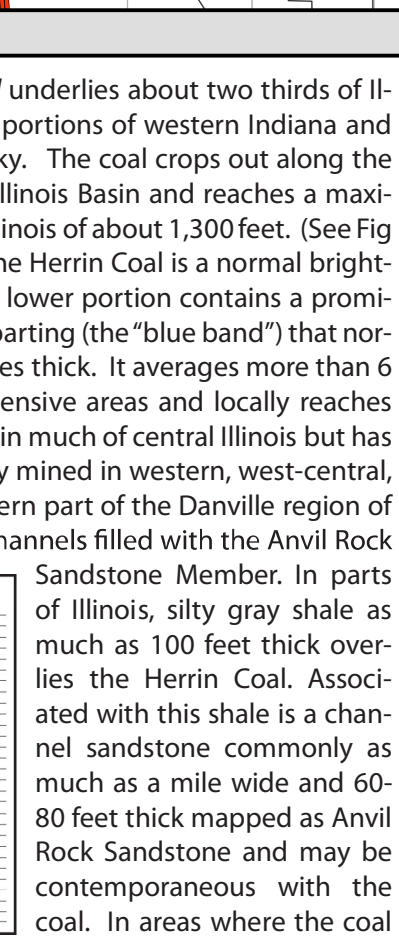 underlies about two thirds of Il-
portions of western Indiana and
ky. The coal crops out along the
llinois Basin and reaches a maxi-
linois of about 1,300 feet. (See Fig
he Herrin Coal is a normal bright-
lower portion contains a promi-
parting (the “blue band”) that nor-
es thick. It averages more than 6
ensive areas and locally reaches
in much of central Illinois but has
y mined in western, west-central,
ern part of the Danville region of
hannels filled with the Anvil Rock
Sandstone Member. In parts
of Illinois, silty gray shale as
much as 100 feet thick over-
lies the Herrin Coal. Associ-
ated with this shale is a chan-
nel sandstone commonly as
much as a mile wide and 60-
80 feet thick mapped as Anvil
Rock Sandstone and may be
contemporaneous with the
coal. In areas where the coal